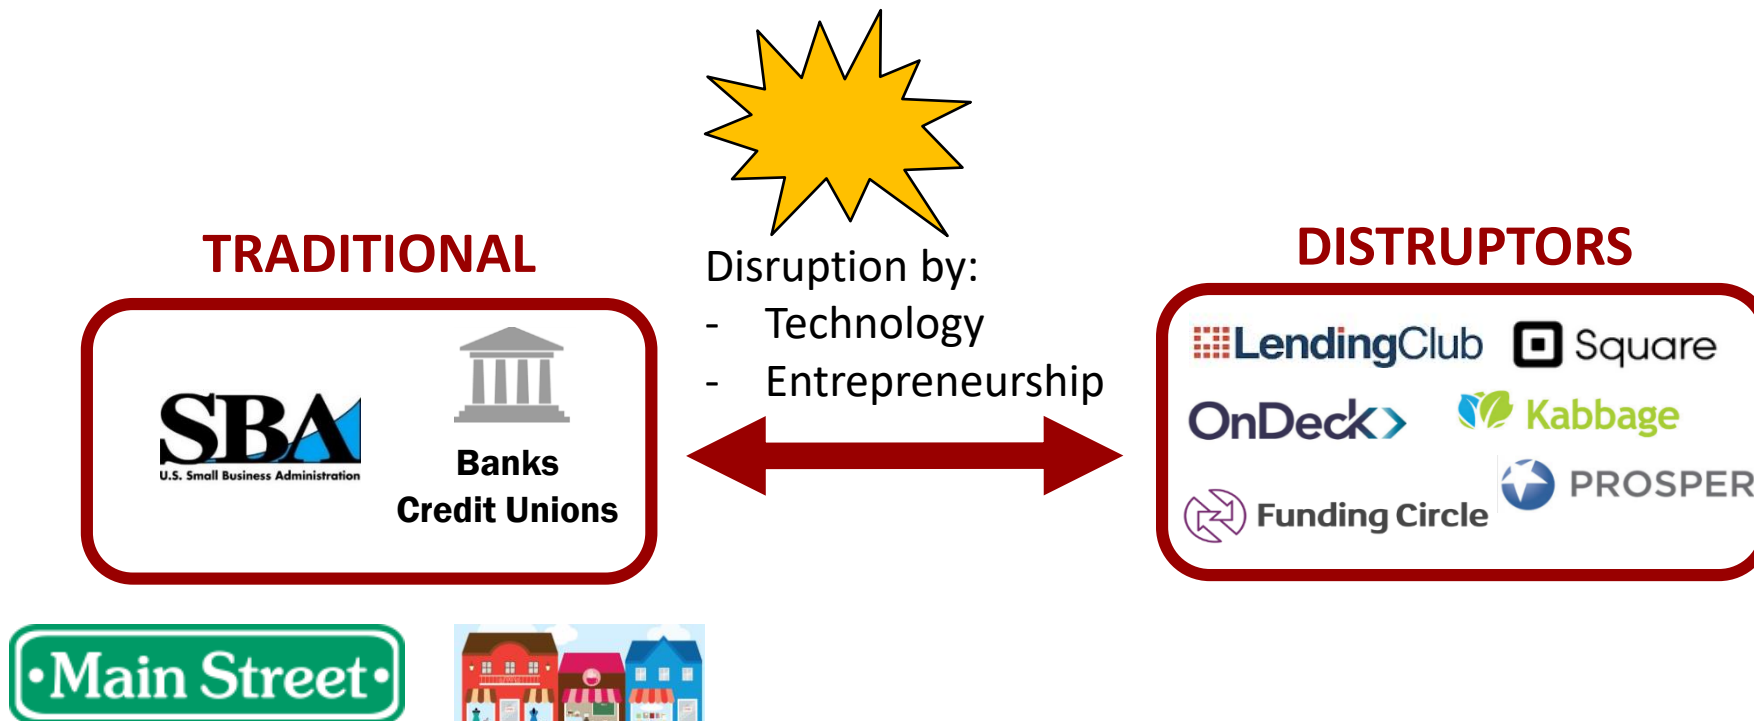 TRADITIONAL
SBA
U.S. Small Business Administration
Banks
Credit Unions
Disruption by:
- Technology
- Entrepreneurship
DISTRUPTORS
LendingClub
Square
OnDeck
Kabbage
Funding Circle
PROSPER
•Main Street•